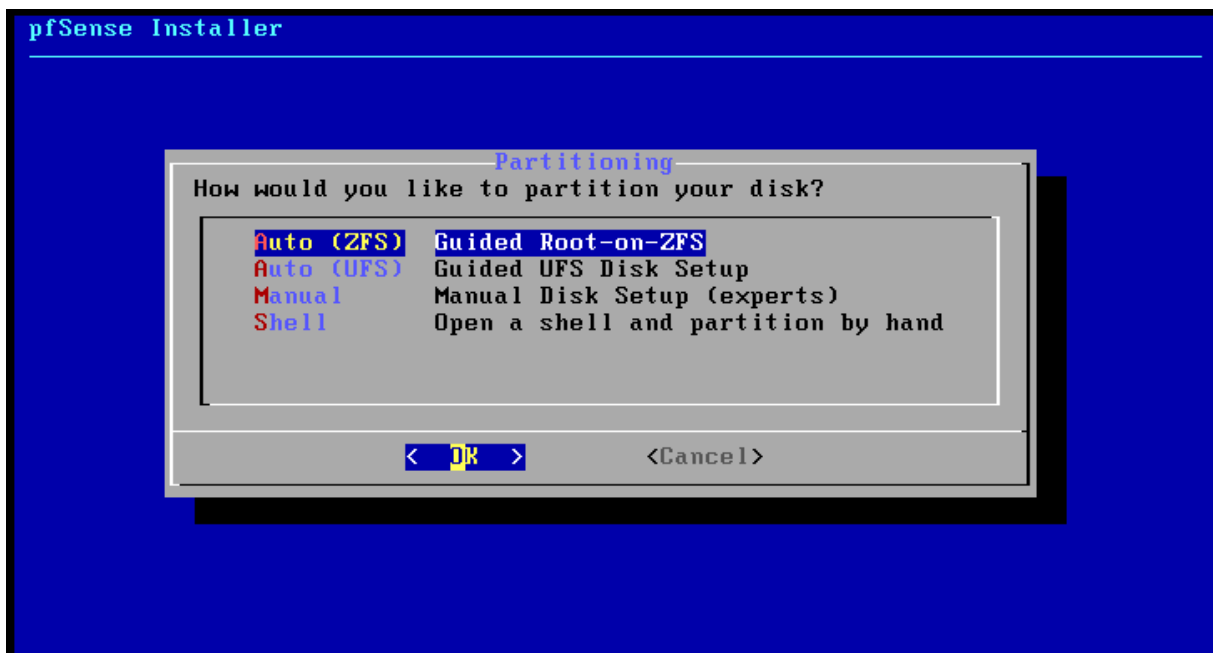 pfSense Installer
Partitioning
How would you like to partition your disk?
Auto (ZFS) Guided Root-on-ZFS
Auto (UFS) Guided UFS Disk Setup
Manual Manual Disk Setup (experts)
Shell Open a shell and partition by hand
< OK > <Cancel>